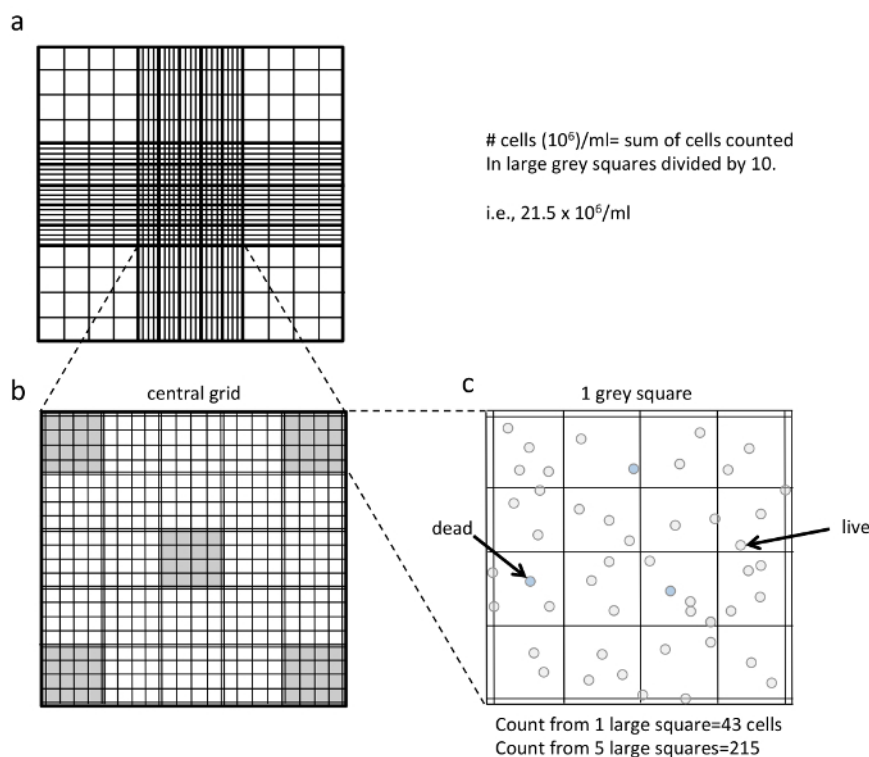 a
# cells (10⁶)/ml= sum of cells counted
In large grey squares divided by 10.
i.e., 21.5 x 10⁶/ml
b
central grid
c
1 grey square
dead
live
Count from 1 large square=43 cells
Count from 5 large squares=215